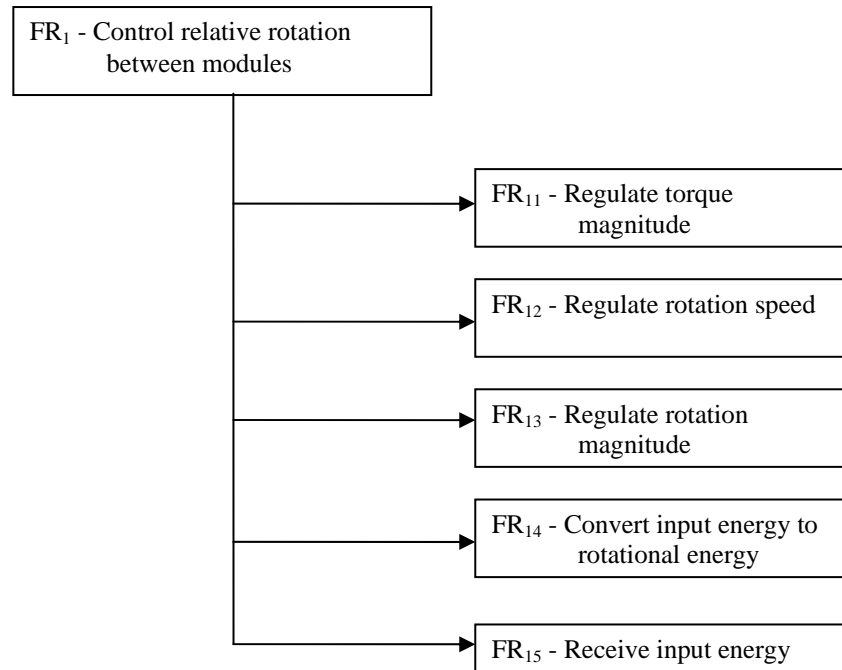 FR₁ - Control relative rotation
between modules
FR₁₁ - Regulate torque
magnitude
FR₁₂ - Regulate rotation speed
FR₁₃ - Regulate rotation
magnitude
FR₁₄ - Convert input energy to
rotational energy
FR₁₅ - Receive input energy